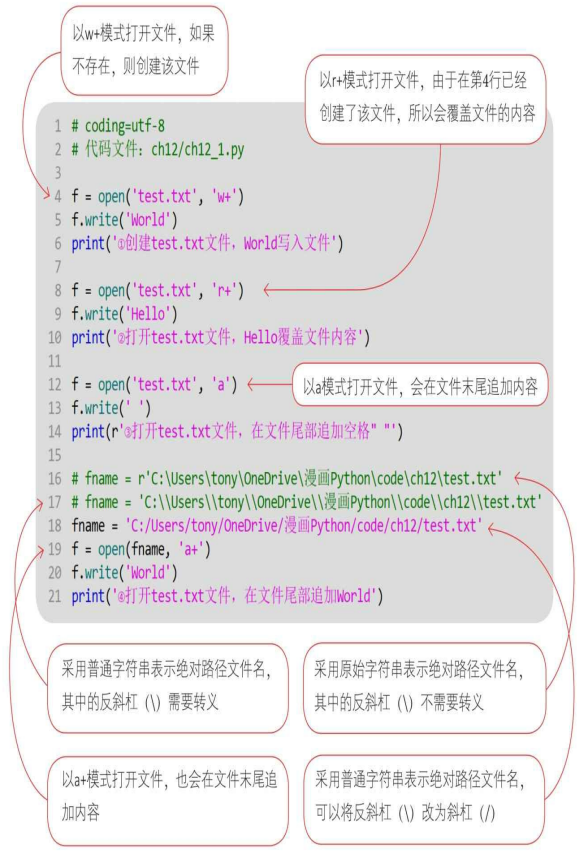 以w+模式打开文件，如果
不存在，则创建该文件
以r+模式打开文件，由于在第4行已经
创建了该文件，所以会覆盖文件的内容
1 # coding=utf-8
2 # 代码文件：ch12/ch12_1.py
3
4 f = open('test.txt', 'w+')
5 f.write('World')
6 print('①创建test.txt文件，World写入文件')
7
8 f = open('test.txt', 'r+')
9 f.write('Hello')
10 print('②打开test.txt文件，Hello覆盖文件内容')
11
12 f = open('test.txt', 'a')
以a模式打开文件，会在文件末尾追加内容
13 f.write(' ')
14 print(r'③打开test.txt文件，在文件尾部追加空格" "')
15
16 # fname = r'C:\Users\tony\OneDrive\漫画Python\code\ch12\test.txt'
17 # fname = 'C:\\Users\\tony\\OneDrive\\漫画Python\\code\\ch12\\test.txt'
18 fname = 'C:/Users/tony/OneDrive/漫画Python/code/ch12/test.txt'
19 f = open(fname, 'a+')
20 f.write('World')
21 print('④打开test.txt文件，在文件尾部追加World')
采用普通字符串表示绝对路径文件名，
其中的反斜杠（\）需要转义
采用原始字符串表示绝对路径文件名，
其中的反斜杠（\）不需要转义
以a+模式打开文件，也会在文件末尾追
加内容
采用普通字符串表示绝对路径文件名，
可以将反斜杠（\）改为斜杠（/）